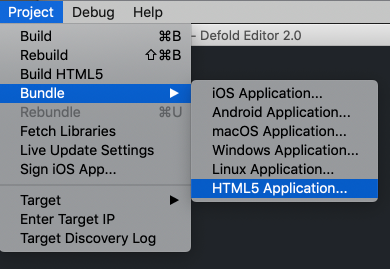 Project Debug Help
– Defold Editor 2.0
Build ⌘B
Rebuild ⇧⌘B
Build HTML5
Bundle ▶
Rebundle ⌘U
Fetch Libraries
Live Update Settings
Sign iOS App...
Target ▶
Enter Target IP
Target Discovery Log
iOS Application...
Android Application...
macOS Application...
Windows Application...
Linux Application...
HTML5 Application...